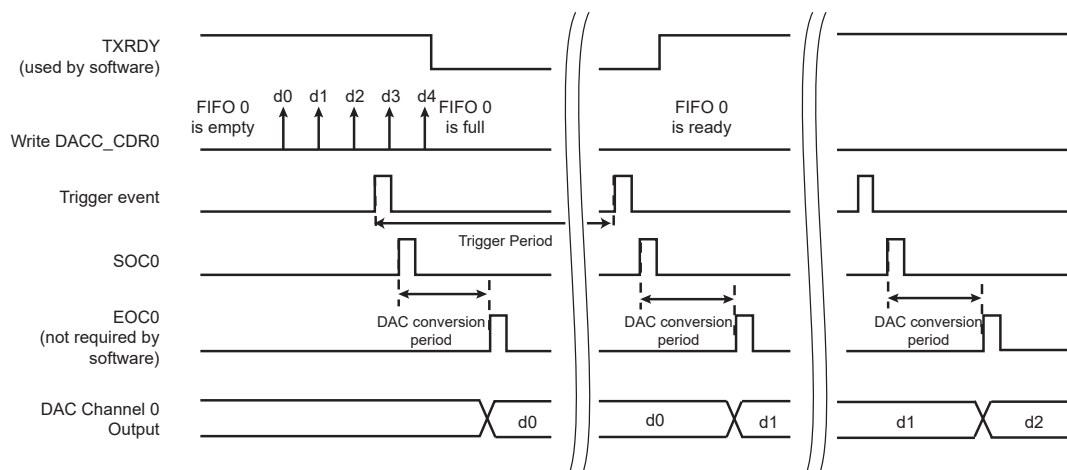 TXRDY
(used by software)
d0 d1 d2 d3 d4
FIFO 0
is empty
FIFO 0
is full
FIFO 0
is ready
Write DACC_CDR0
Trigger event
Trigger Period
SOC0
EOC0
(not required by
software)
DAC conversion
period
DAC conversion
period
DAC conversion
period
DAC Channel 0
Output
d0 d0 d1 d1 d2